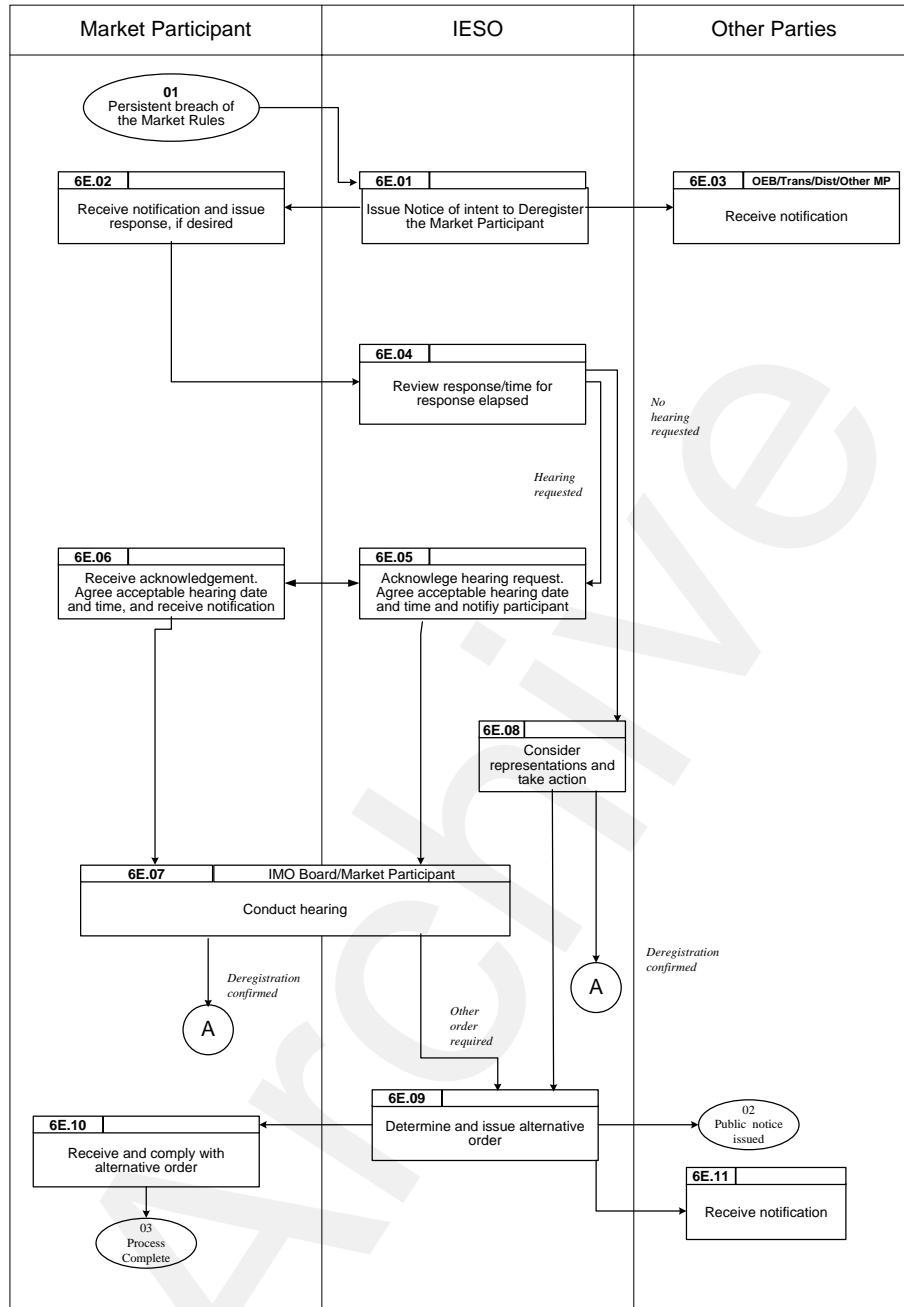 Market Participant
IESO
Other Parties
01
Persistent breach of
the Market Rules
6E.02
Receive notification and issue
response, if desired
6E.01
Issue Notice of intent to Deregister
the Market Participant
6E.03
OEB/Trans/Dist/Other MP
Receive notification
6E.04
Review response/time for
response elapsed
No
hearing
requested
Hearing
requested
6E.06
Receive acknowledgement.
Agree acceptable hearing date
and time, and receive notification
6E.05
Acknowlege hearing request.
Agree acceptable hearing date
and time and notifiy participant
6E.08
Consider
representations and
take action
6E.07
IMO Board/Market Participant
Conduct hearing
Deregistration
confirmed
A
Other
order
required
A
Deregistration
confirmed
6E.09
Determine and issue alternative
order
02
Public notice
issued
6E.10
Receive and comply with
alternative order
6E.11
Receive notification
03
Process
Complete
Archive